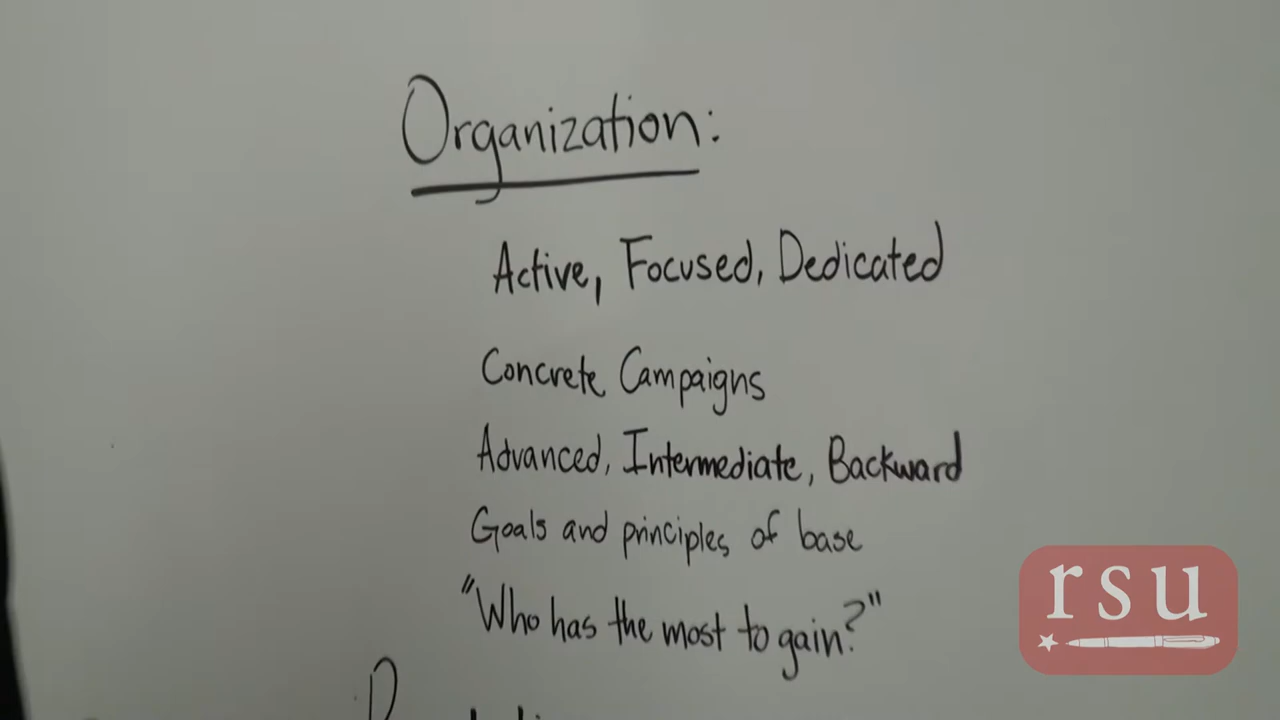 Organization:
Active, Focused, Dedicated
Concrete Campaigns
Advanced, Intermediate, Backward
Goals and principles of base
"Who has the most to gain?"
rsu